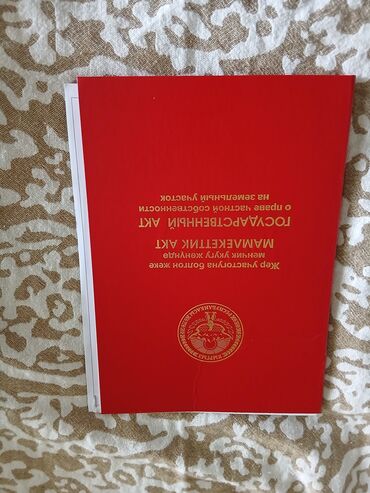 Жер участогуна болгон жеке
менчик укугу жөнүндө
МАМЛЕКЕТТИК АКТ
ГОСУДАРСТВЕННЫЙ АКТ
о праве частной собственности
на земельный участок